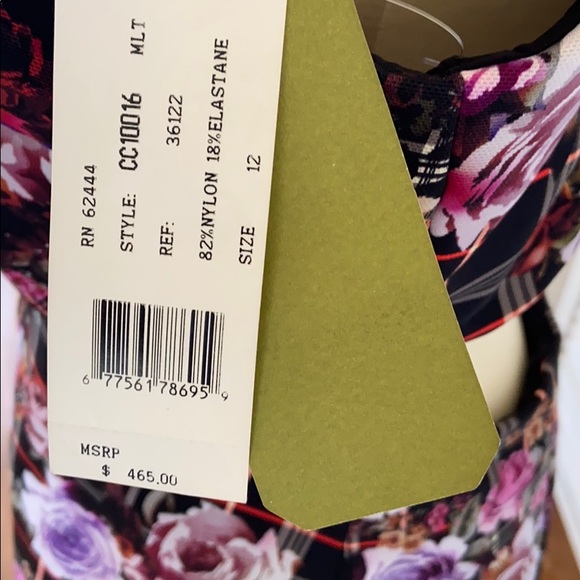 RN 62444
STYLE: CC10016 MLT
REF: 36122
82%NYLON 18%ELASTANE
SIZE 12
6 77561 78695 9
MSRP
$ 465.00